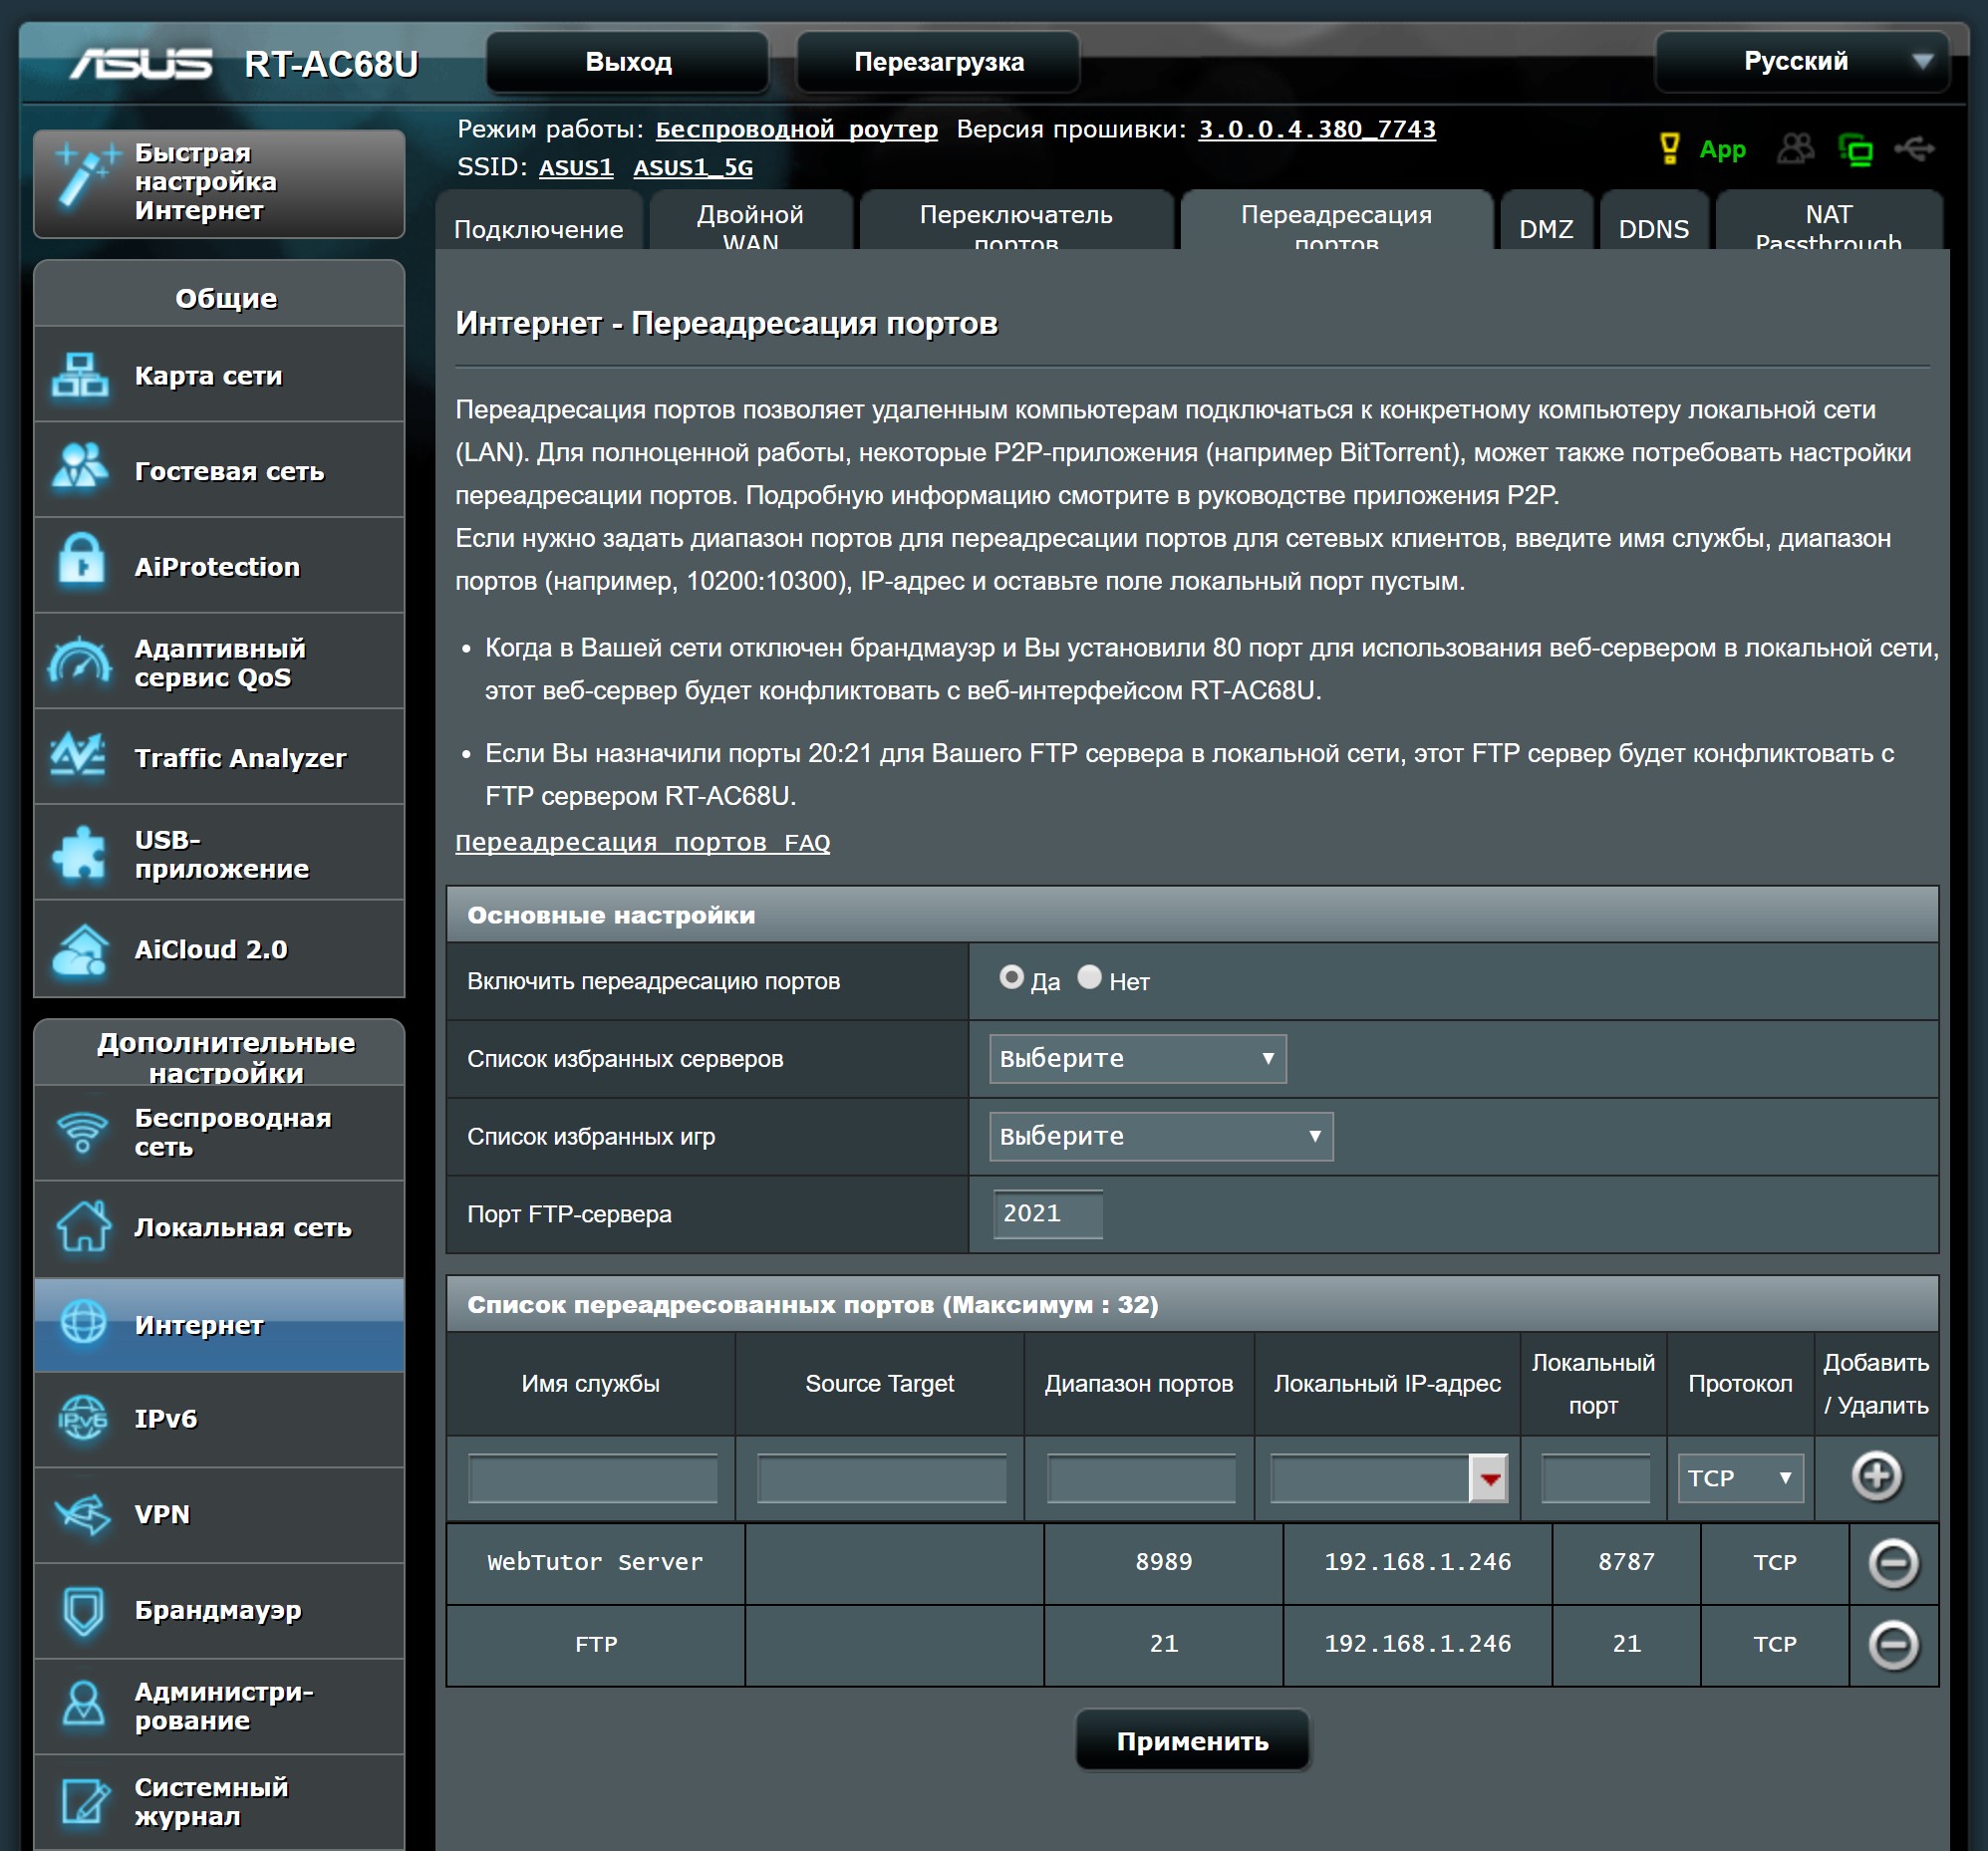 ASUS RT-AC68U Выход Перезагрузка Русский
Режим работы: Беспроводной роутер Версия прошивки: 3.0.0.4.380_7743
SSID: ASUS1 ASUS1_5G
App
Быстрая
настройка
Интернет
Общие
Карта сети
Гостевая сеть
AiProtection
Адаптивный
сервис QoS
Traffic Analyzer
USB-
приложение
AiCloud 2.0
Дополнительные
настройки
Беспроводная
сеть
Локальная сеть
Интернет
IPv6
IPv6
VPN
Брандмауэр
Администри-
рование
Системный
журнал
Подключение
Двойной
WAN
Переключатель
портов
Переадресация
портов
DMZ
DDNS
NAT
Passthrough
Интернет - Переадресация портов
Переадресация портов позволяет удаленным компьютерам подключаться к конкретному компьютеру локальной сети
(LAN). Для полноценной работы, некоторые P2P-приложения (например BitTorrent), может также потребовать настройки
переадресации портов. Подробную информацию смотрите в руководстве приложения P2P.
Если нужно задать диапазон портов для переадресации портов для сетевых клиентов, введите имя службы, диапазон
портов (например, 10200:10300), IP-адрес и оставьте поле локальный порт пустым.
• Когда в Вашей сети отключен брандмауэр и Вы установили 80 порт для использования веб-сервером в локальной сети,
этот веб-сервер будет конфликтовать с веб-интерфейсом RT-AC68U.
• Если Вы назначили порты 20:21 для Вашего FTP сервера в локальной сети, этот FTP сервер будет конфликтовать с
FTP сервером RT-AC68U.
Переадресация портов FAQ
Основные настройки
Включить переадресацию портов Да Нет
Список избранных серверов Выберите
Список избранных игр Выберите
Порт FTP-сервера 2021
Список переадресованных портов (Максимум : 32)
Имя службы Source Target Диапазон портов Локальный IP-адрес Локальный порт Протокол Добавить / Удалить
TCP
WebTutor Server 8989 192.168.1.246 8787 TCP
FTP 21 192.168.1.246 21 TCP
Применить